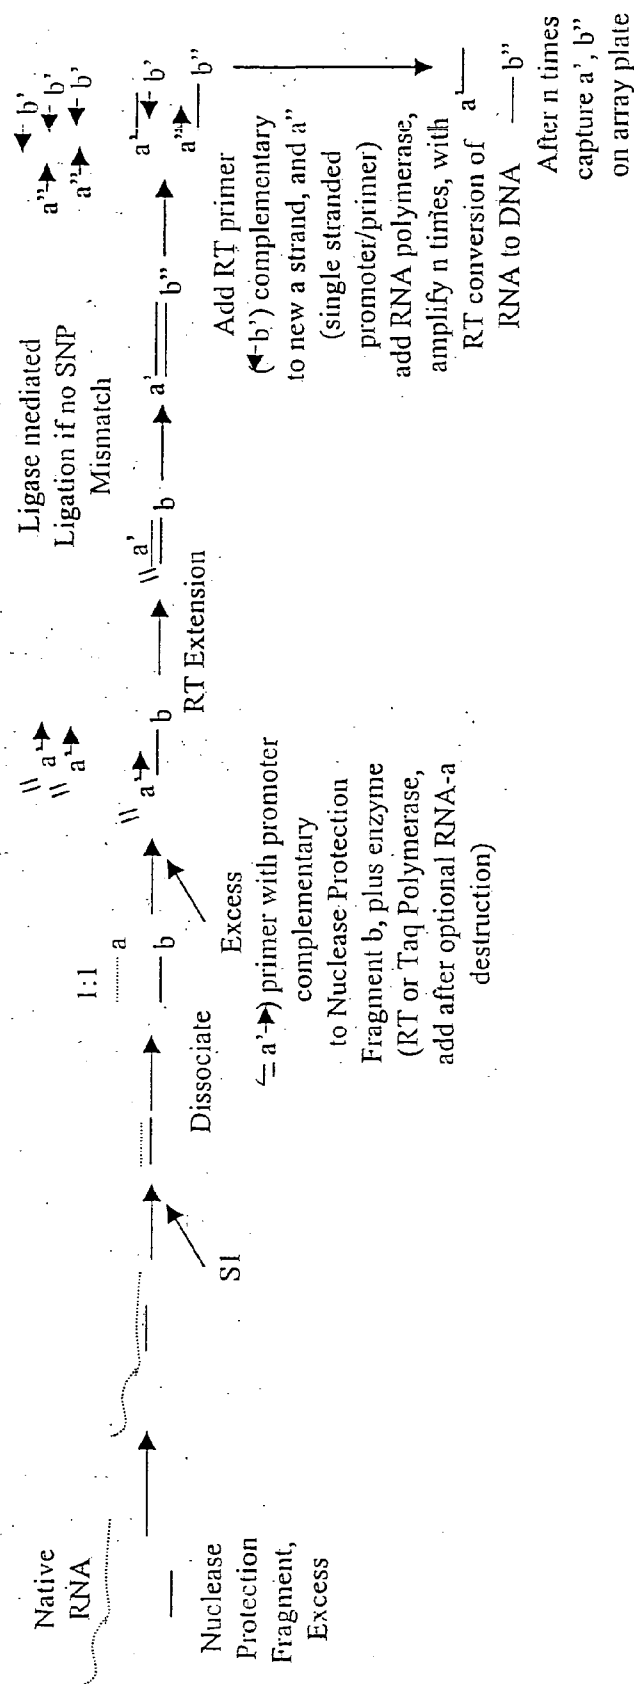 Native
RNA
Nuclease
Protection
Fragment,
Excess
S1
Dissociate
1:1
a
b
Excess
a') primer with promoter
complementary
to Nuclease Protection
Fragment b, plus enzyme
(RT or Taq Polymerase,
add after optional RNA-a
destruction)
a'
a'
a'
b
RT Extension
a'
b
Ligase mediated
Ligation if no SNP
Mismatch
a'
b"
a"
a"
b'
b'
b'
a'
b'
a"
b"
Add RT primer
(b') complementary
to new a strand, and a"
(single stranded
promoter/primer)
add RNA polymerase,
amplify n times, with
RT conversion of
RNA to DNA
a'
b"
After n times
capture a', b"
on array plate